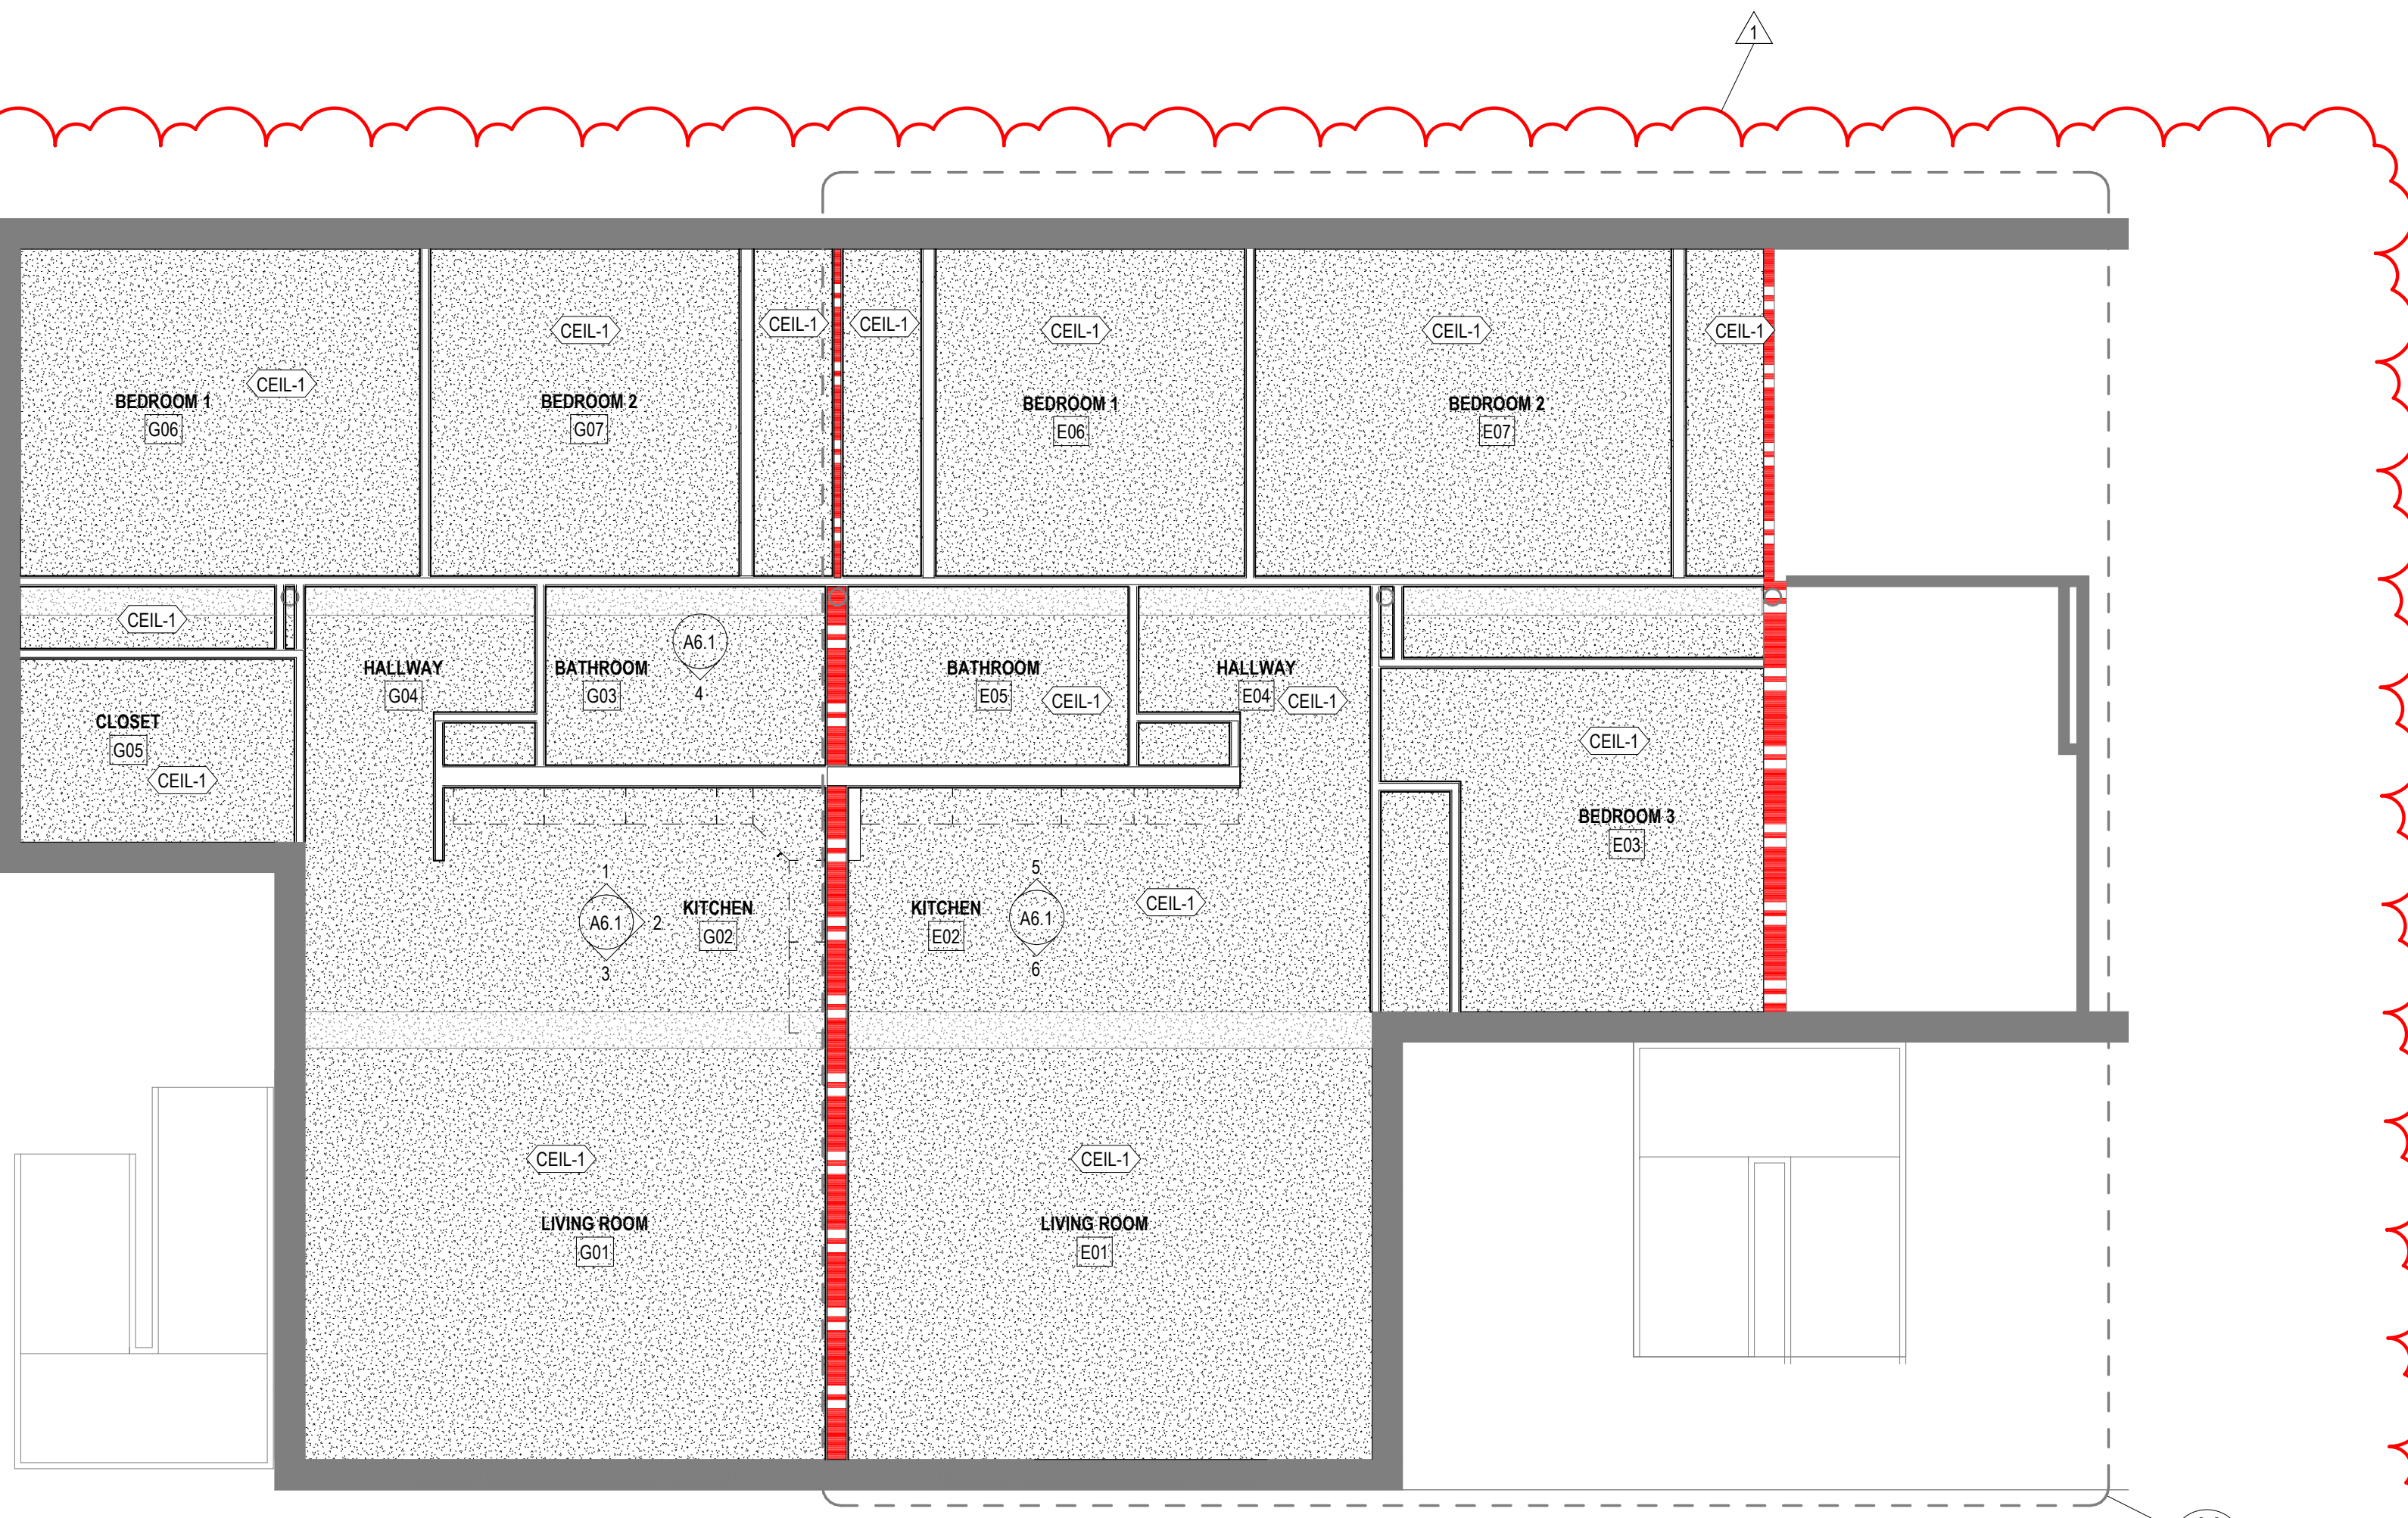 1
CEIL-1
CEIL-1
CEIL-1
CEIL-1
CEIL-1
CEIL-1
CEIL-1
BEDROOM 1
G06
BEDROOM 2
G07
BEDROOM 1
E06
BEDROOM 2
E07
CEIL-1
HALLWAY
G04
BATHROOM
G03
A6.1
4
BATHROOM
E05
CEIL-1
HALLWAY
E04
CEIL-1
CLOSET
G05
CEIL-1
CEIL-1
BEDROOM 3
E03
1
A6.1
2
3
KITCHEN
G02
KITCHEN
E02
5
A6.1
6
CEIL-1
CEIL-1
CEIL-1
LIVING ROOM
G01
LIVING ROOM
E01